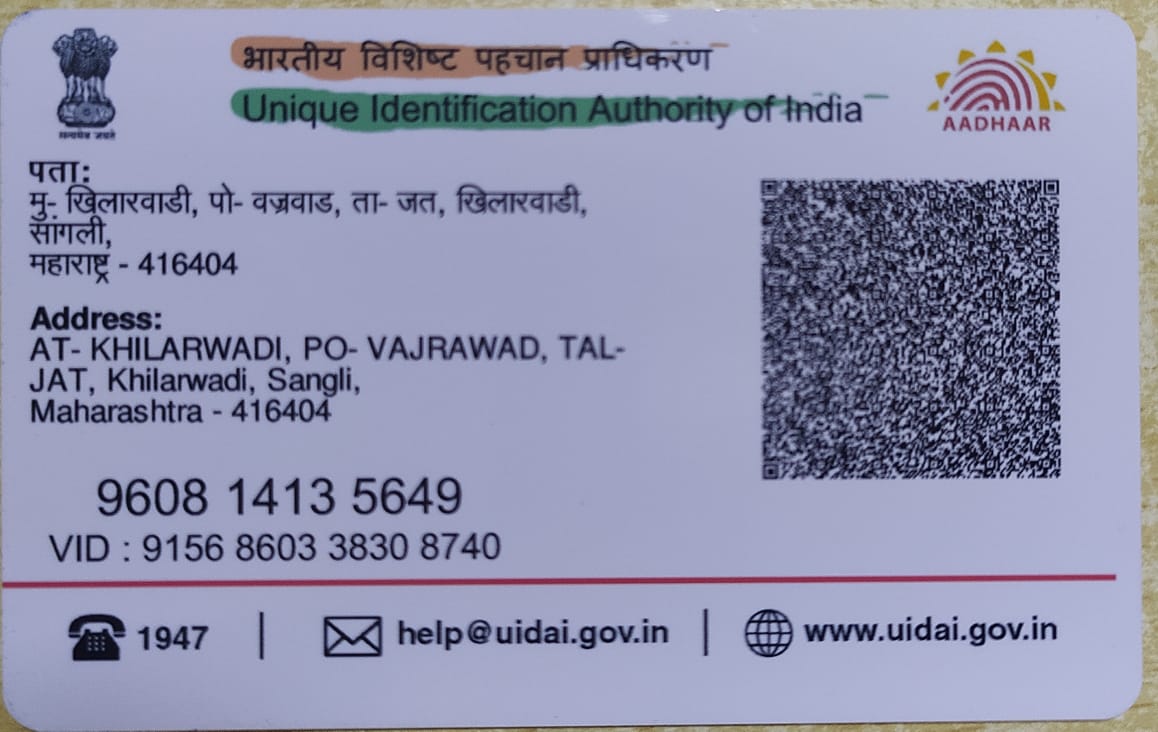 भारतीय विशिष्ट पहचान प्राधिकरण
Unique Identification Authority of India
सत्यमेव जयते
AADHAAR
पता:
मु- खिलारवाडी, पो- वज्रवाड, ता- जत, खिलारवाडी,
सांगली,
महाराष्ट्र - 416404
Address:
AT- KHILARWADI, PO- VAJRAWAD, TAL-
JAT, Khilarwadi, Sangli,
Maharashtra - 416404
9608 1413 5649
VID : 9156 8603 3830 8740
1947 | help@uidai.gov.in | www.uidai.gov.in